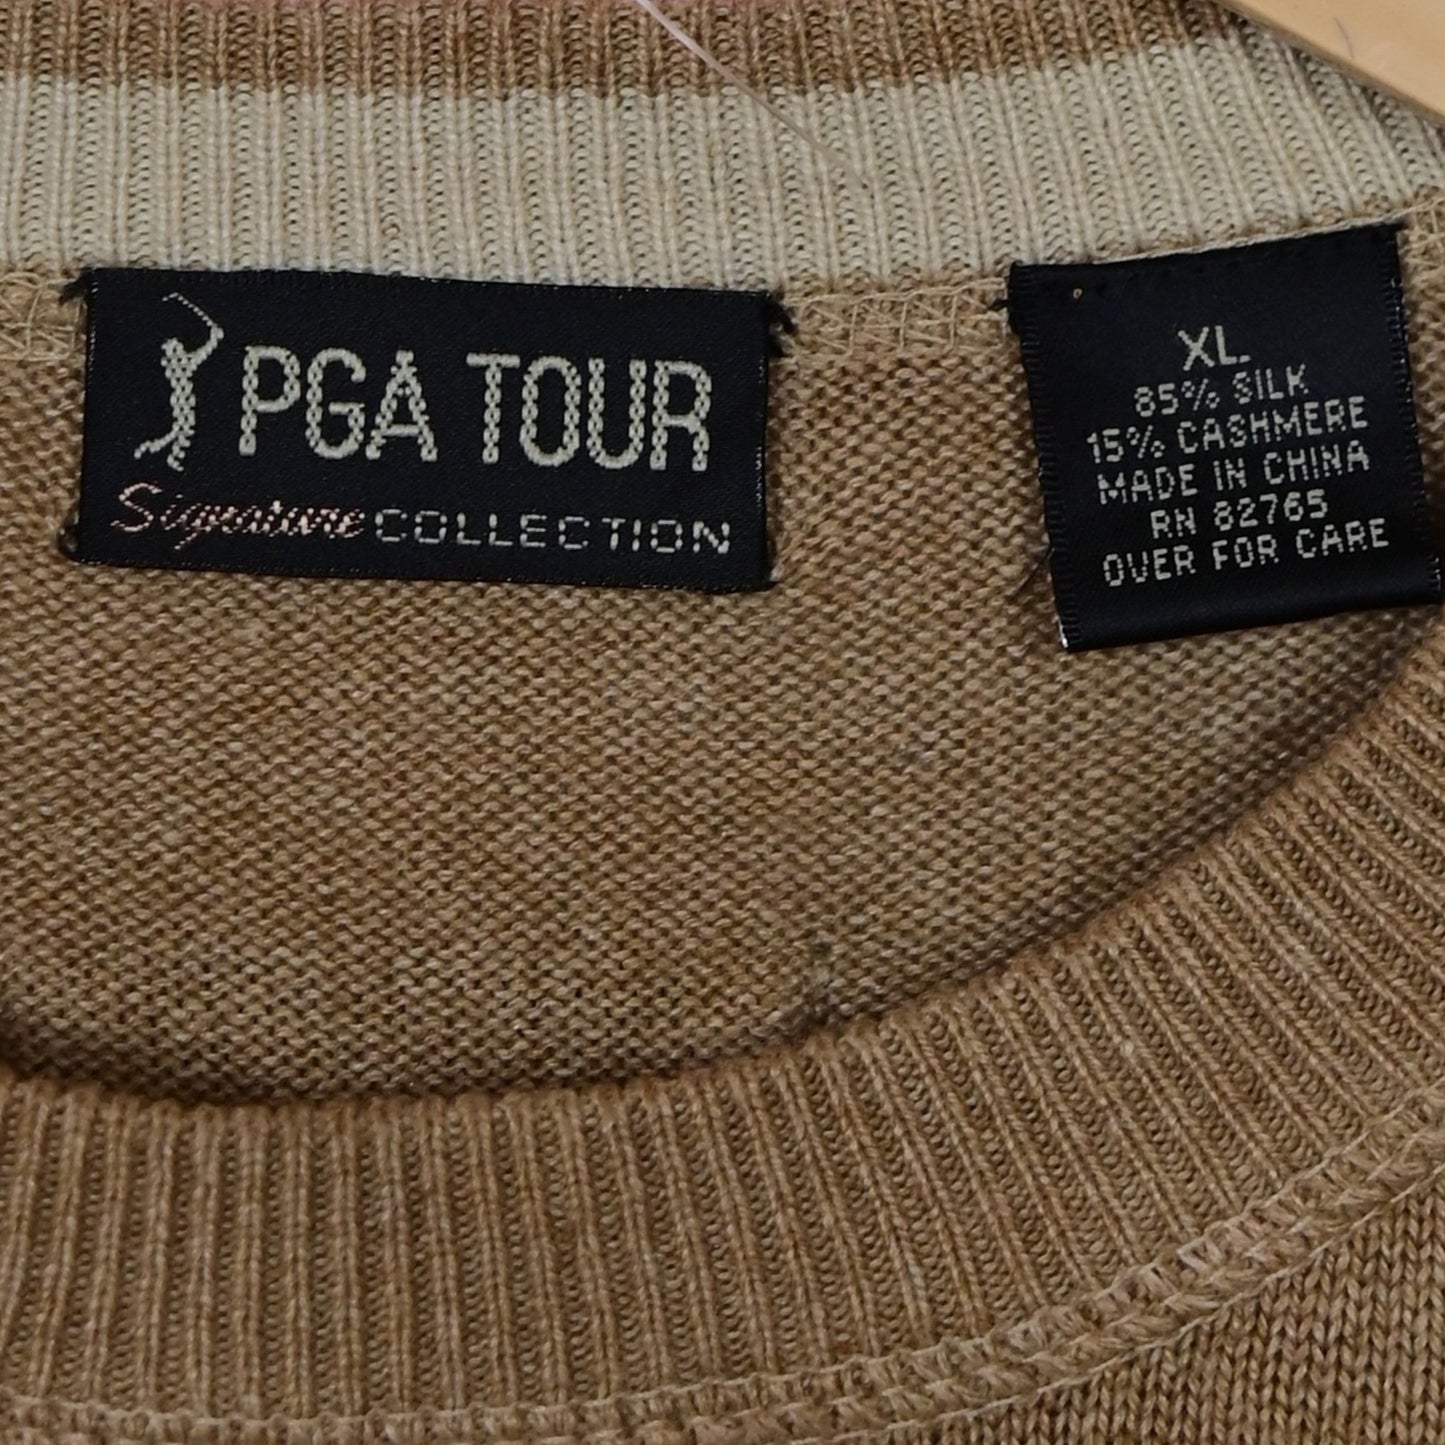 PGA TOUR
Signature COLLECTION
XL
85% SILK
15% CASHMERE
MADE IN CHINA
RN 82765
OVER FOR CARE